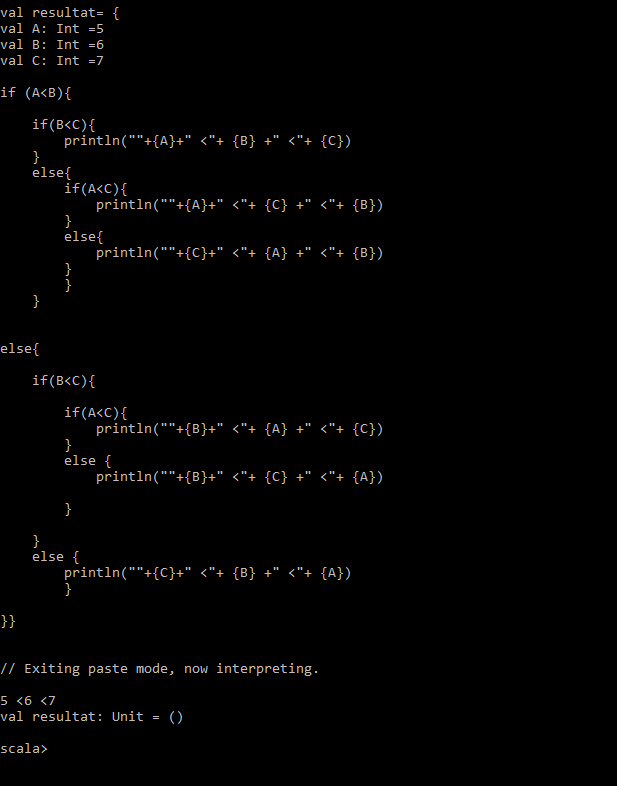 val resultat= {
val A: Int =5
val B: Int =6
val C: Int =7
if (A<B){
if(B<C){
println(""+{A}+" <"+ {B} +" <"+ {C})
}
else{
if(A<C){
println(""+{A}+" <"+ {C} +" <"+ {B})
}
else{
println(""+{C}+" <"+ {A} +" <"+ {B})
}
}
}
else{
if(B<C){
if(A<C){
println(""+{B}+" <"+ {A} +" <"+ {C})
}
else {
println(""+{B}+" <"+ {C} +" <"+ {A})
}
}
else {
println(""+{C}+" <"+ {B} +" <"+ {A})
}
}}
// Exiting paste mode, now interpreting.
5 <6 <7
val resultat: Unit = ()
scala>